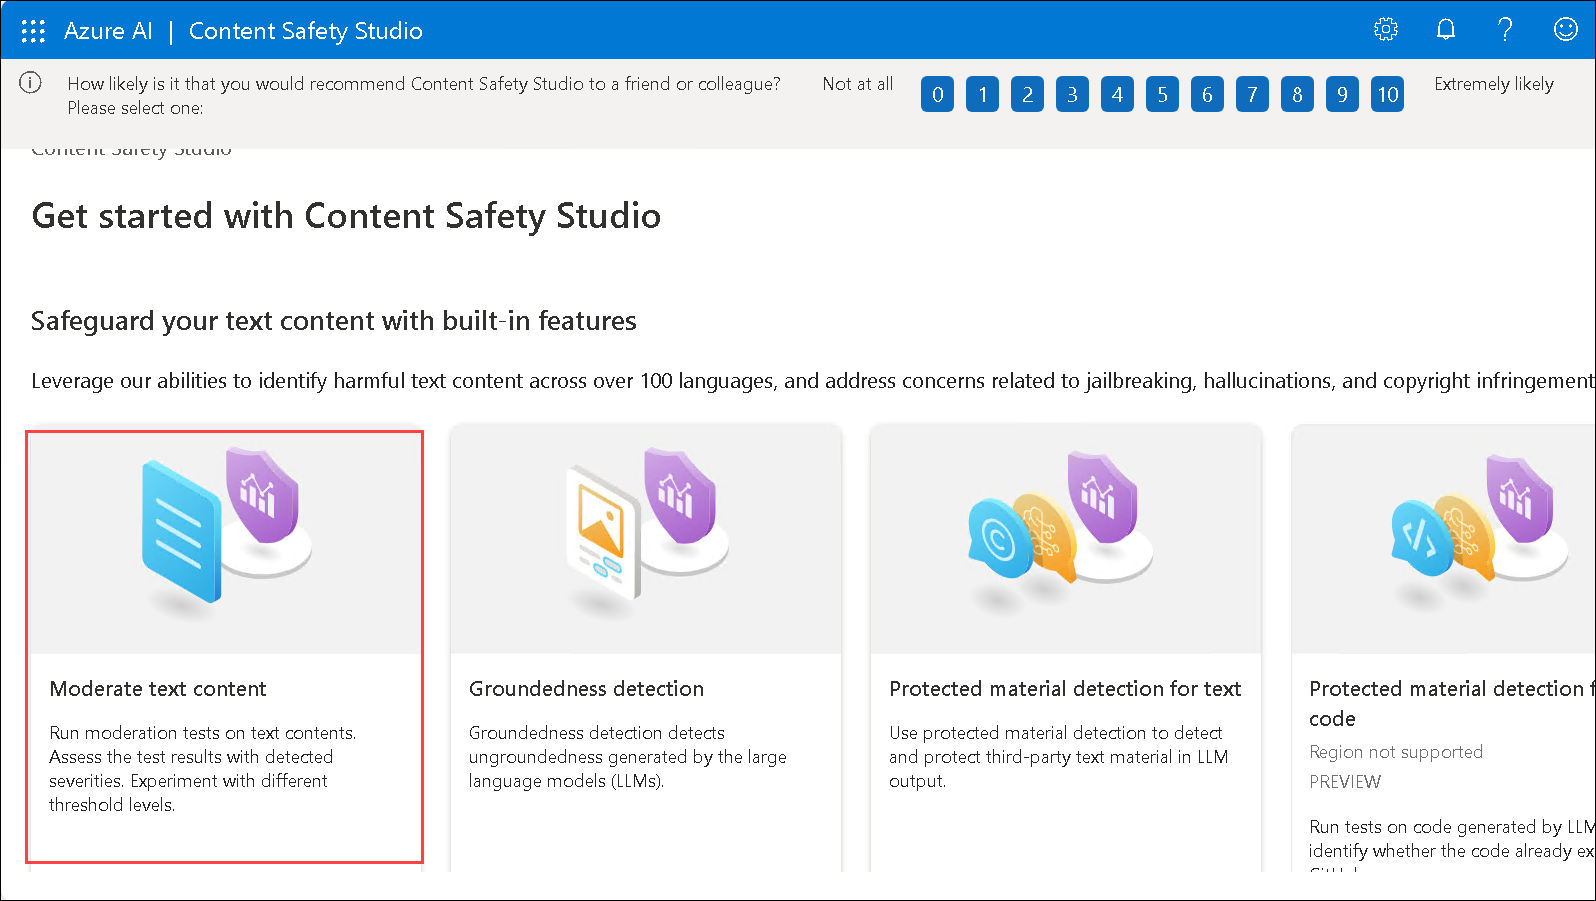 Azure AI | Content Safety Studio
How likely is it that you would recommend Content Safety Studio to a friend or colleague?
Please select one:
Not at all
0 1 2 3 4 5 6 7 8 9 10
Extremely likely
Content Safety Studio
Get started with Content Safety Studio
Safeguard your text content with built-in features
Leverage our abilities to identify harmful text content across over 100 languages, and address concerns related to jailbreaking, hallucinations, and copyright infringement
Moderate text content
Run moderation tests on text contents.
Assess the test results with detected
severities. Experiment with different
threshold levels.
Groundedness detection
Groundedness detection detects
ungroundedness generated by the large
language models (LLMs).
Protected material detection for text
Use protected material detection to detect
and protect third-party text material in LLM
output.
Protected material detection f
code
Region not supported
PREVIEW
Run tests on code generated by LLM
identify whether the code already ex